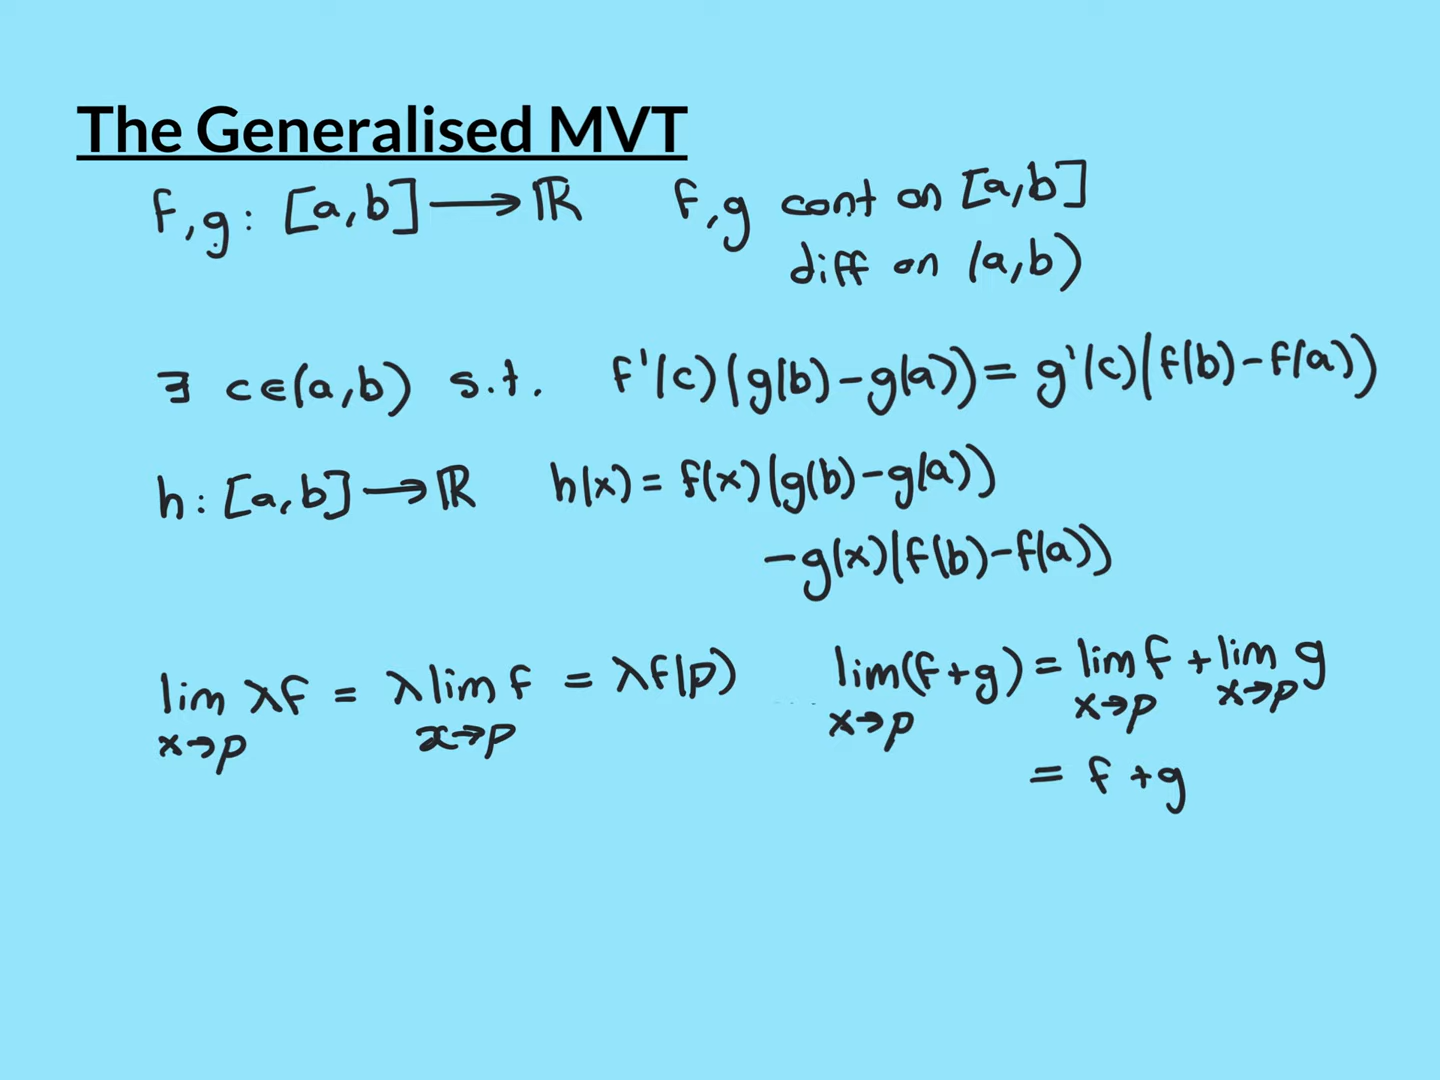 The Generalised MVT
f,g: [a,b] → ℝ f,g cont on [a,b]
diff on (a,b)
∃ c∈(a,b) s.t. f'(c)(g(b)-g(a)) = g'(c)(f(b)-f(a))
h: [a,b] → ℝ h(x) = f(x)(g(b)-g(a))
-g(x)(f(b)-f(a))
lim λf = λ lim f = λf(p) lim(f+g) = lim f + lim g
x→p x→p x→p x→p x→p
= f +g